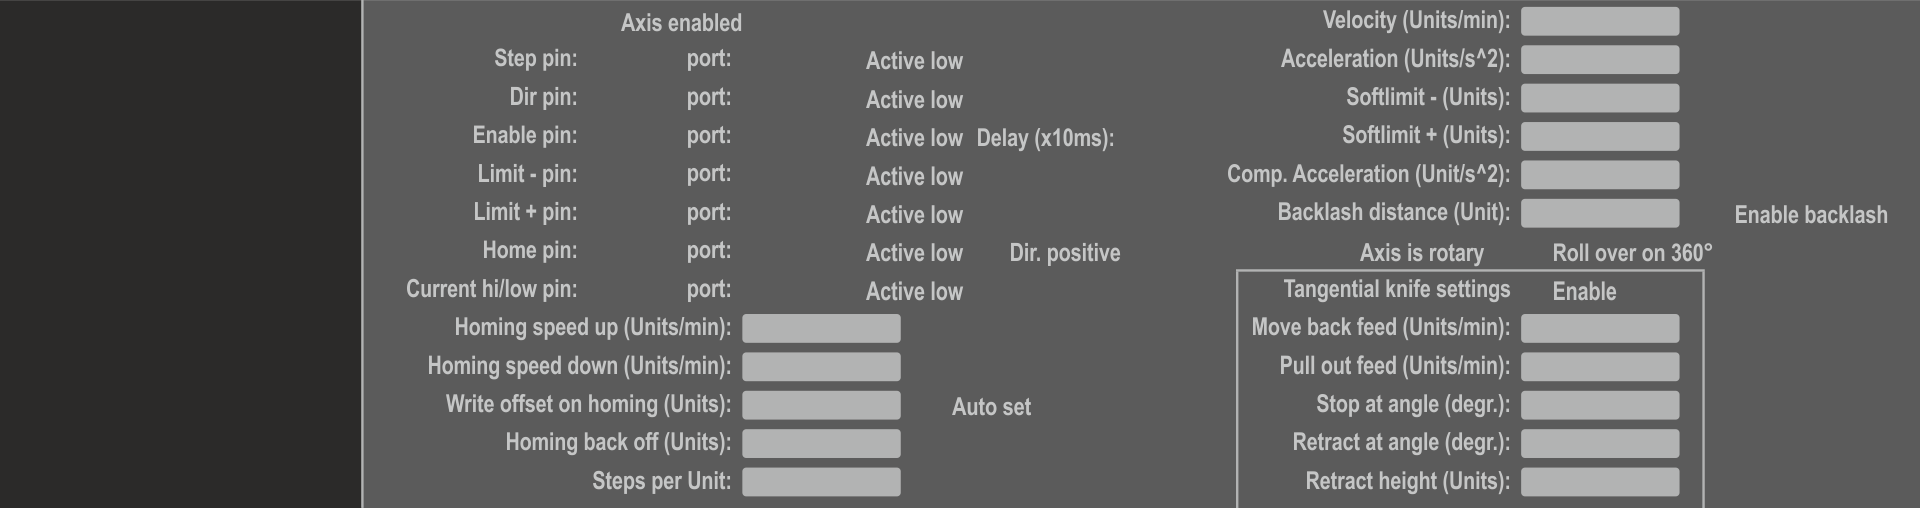 Axis enabled
Step pin: port: Active low
Dir pin: port: Active low
Enable pin: port: Active low Delay (x10ms):
Limit - pin: port: Active low
Limit + pin: port: Active low
Home pin: port: Active low Dir. positive
Current hi/low pin: port: Active low
Homing speed up (Units/min):
Homing speed down (Units/min):
Write offset on homing (Units): Auto set
Homing back off (Units):
Steps per Unit:
Velocity (Units/min):
Acceleration (Units/s^2):
Softlimit - (Units):
Softlimit + (Units):
Comp. Acceleration (Unit/s^2):
Backlash distance (Unit): Enable backlash
Axis is rotary Roll over on 360°
Tangential knife settings Enable
Move back feed (Units/min):
Pull out feed (Units/min):
Stop at angle (degr.):
Retract at angle (degr.):
Retract height (Units):